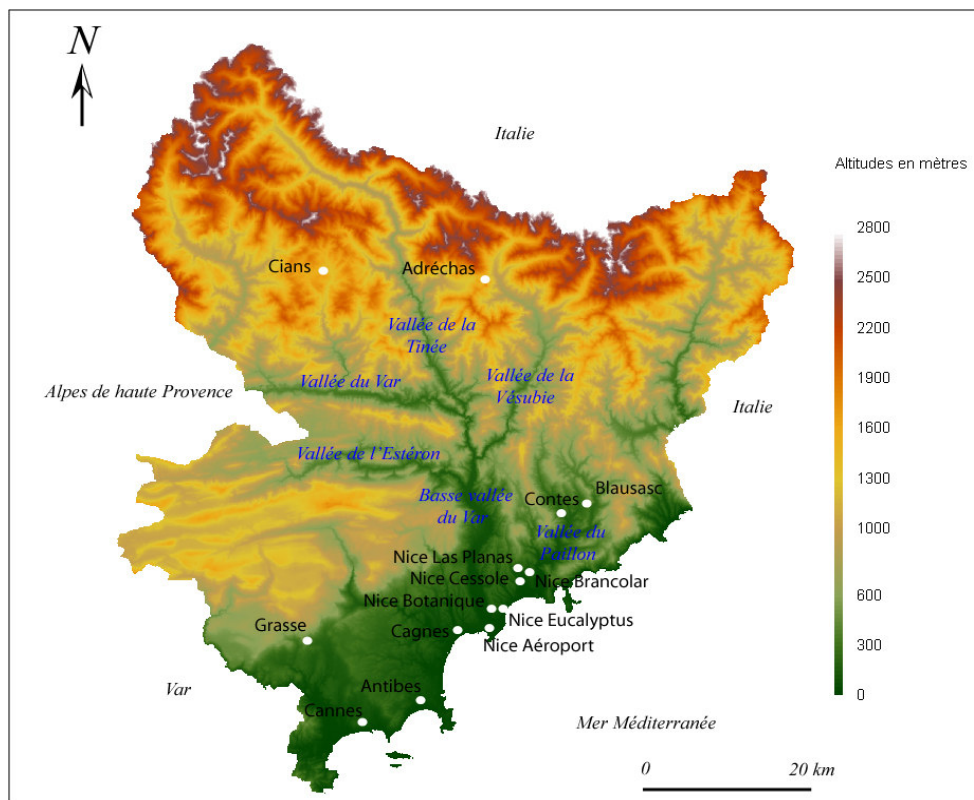 N
Italie
Altitudes en mètres
2800
2500
2200
1900
1600
1300
1000
600
300
0
Cians
Adréchas
Vallée de la
Tinée
Vallée du Var
Vallée de la
Vésubie
Alpes de haute Provence
Italie
Vallée de l'Estéron
Basse vallée
du Var
Contes
Blausasc
Vallée du
Paillon
Nice Las Planas
Nice Cessole
Nice Brancolar
Nice Botanique
Nice Eucalyptus
Grasse
Cagnes
Nice Aéroport
Var
Antibes
Cannes
Mer Méditerranée
0 20 km